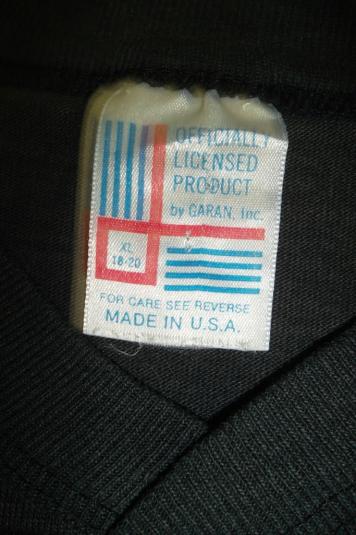 OFFICIALLY
LICENSED
PRODUCT
by GARAN, Inc.
XL
18-20
FOR CARE SEE REVERSE
MADE IN U.S.A.